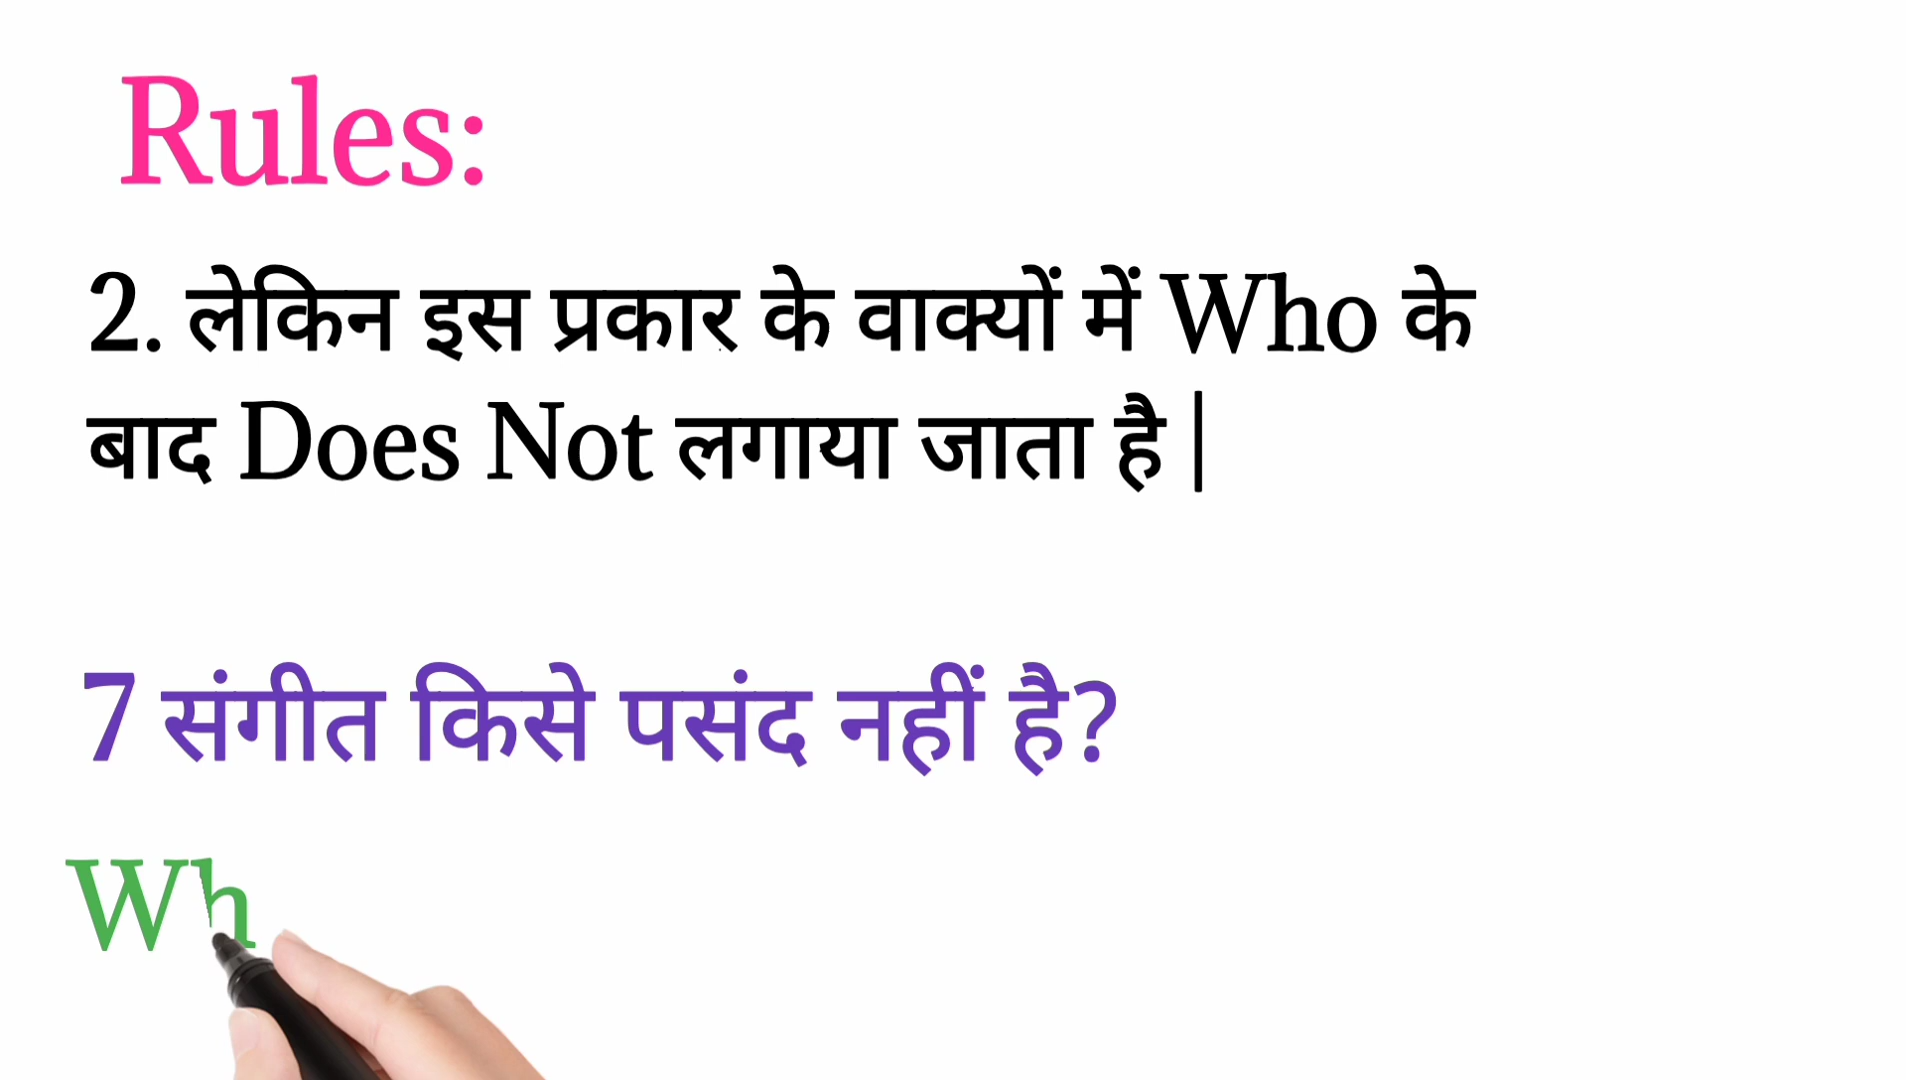 Rules:
2. लेकिन इस प्रकार के वाक्यों में Who के
बाद Does Not लगाया जाता है |
7 संगीत किसे पसंद नहीं है?
Wh